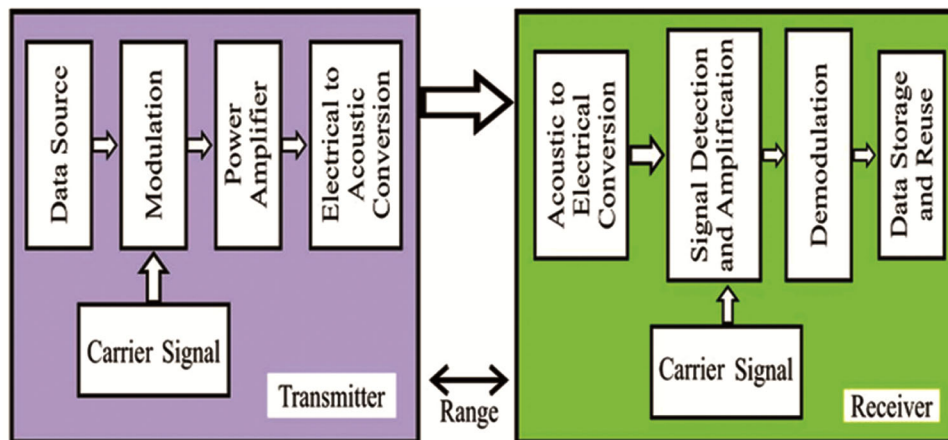 Data Source
Modulation
Power
Amplifier
Electrical to
Acoustic
Conversion
Carrier Signal
Transmitter
Range
Acoustic to
Electrical
Conversion
Signal Detection
and Amplification
Demodulation
Data Storage
and Reuse
Carrier Signal
Receiver